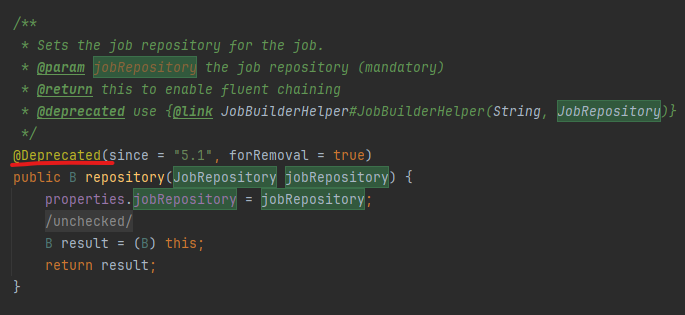 /**
* Sets the job repository for the job.
* @param jobRepository the job repository (mandatory)
* @return this to enable fluent chaining
* @deprecated use {@link JobBuilderHelper#JobBuilderHelper(String, JobRepository)}
*/
@Deprecated(since = "5.1", forRemoval = true)
public B repository(JobRepository jobRepository) {
properties.jobRepository = jobRepository;
/unchecked/
B result = (B) this;
return result;
}